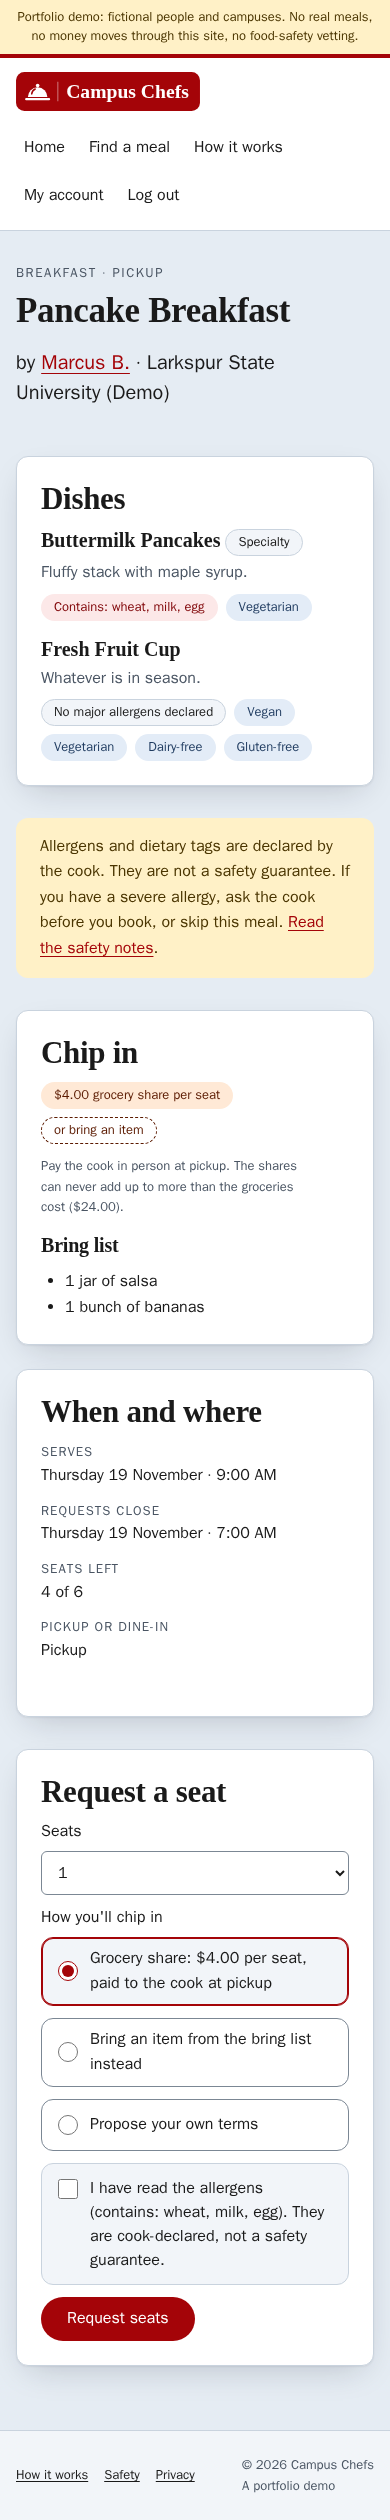 Portfolio demo: fictional people and campuses. No real meals,
no money moves through this site, no food-safety vetting.
Campus Chefs
Home Find a meal How it works
My account Log out
BREAKFAST · PICKUP
Pancake Breakfast
by Marcus B. · Larkspur State
University (Demo)
Dishes
Buttermilk Pancakes Specialty
Fluffy stack with maple syrup.
Contains: wheat, milk, egg Vegetarian
Fresh Fruit Cup
Whatever is in season.
No major allergens declared Vegan
Vegetarian Dairy-free Gluten-free
Allergens and dietary tags are declared by
the cook. They are not a safety guarantee. If
you have a severe allergy, ask the cook
before you book, or skip this meal. Read
the safety notes.
Chip in
$4.00 grocery share per seat
or bring an item
Pay the cook in person at pickup. The shares
can never add up to more than the groceries
cost ($24.00).
Bring list
• 1 jar of salsa
• 1 bunch of bananas
When and where
SERVES
Thursday 19 November · 9:00 AM
REQUESTS CLOSE
Thursday 19 November · 7:00 AM
SEATS LEFT
4 of 6
PICKUP OR DINE-IN
Pickup
Request a seat
Seats
1
How you'll chip in
Grocery share: $4.00 per seat,
paid to the cook at pickup
Bring an item from the bring list
instead
Propose your own terms
I have read the allergens
(contains: wheat, milk, egg). They
are cook-declared, not a safety
guarantee.
Request seats
How it works Safety Privacy
© 2026 Campus Chefs
A portfolio demo